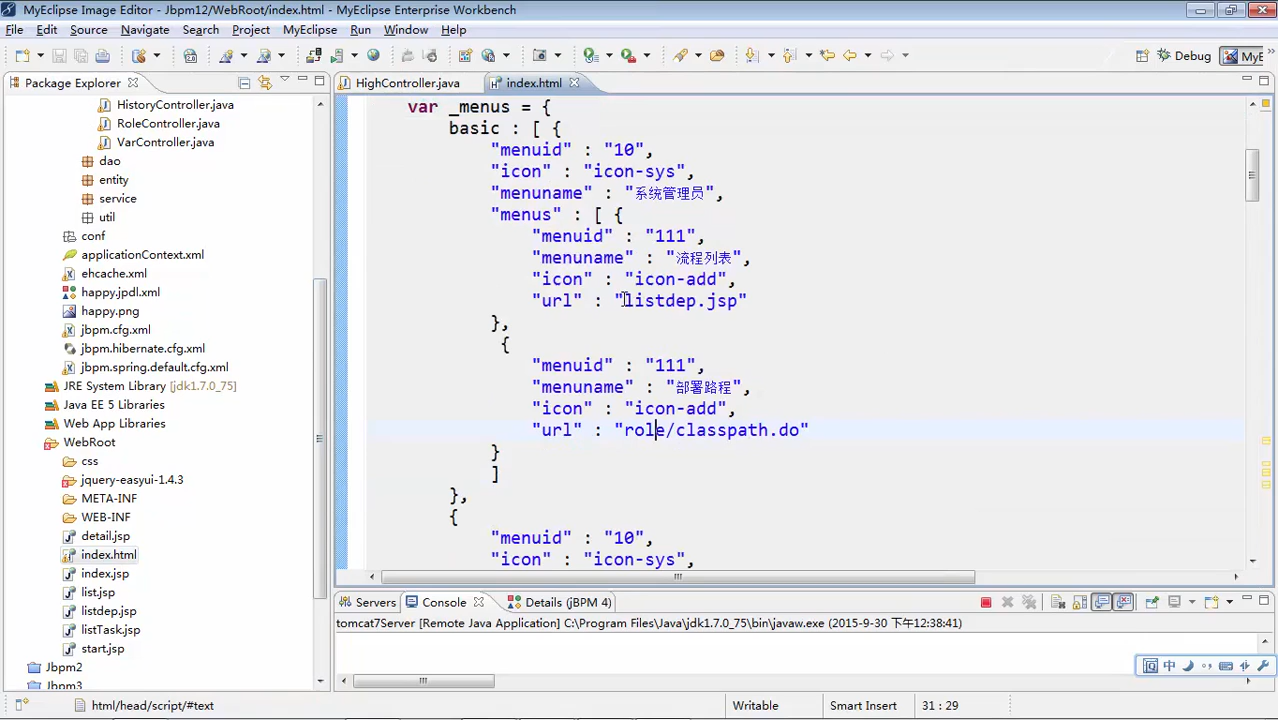 MyEclipse Image Editor - Jbpm12/WebRoot/index.html - MyEclipse Enterprise Workbench
File Edit Source Navigate Search Project MyEclipse Run Window Help
Debug MyE
Package Explorer
HistoryController.java
RoleController.java
VarController.java
dao
entity
service
util
conf
applicationContext.xml
ehcache.xml
happy.jpdl.xml
happy.png
jbpm.cfg.xml
jbpm.hibernate.cfg.xml
jbpm.spring.default.cfg.xml
JRE System Library [jdk1.7.0_75]
Java EE 5 Libraries
Web App Libraries
WebRoot
css
jquery-easyui-1.4.3
META-INF
WEB-INF
detail.jsp
index.html
index.jsp
list.jsp
listdep.jsp
listTask.jsp
start.jsp
Jbpm2
Jbpm3
HighController.java index.html
var _menus = {
basic : [ {
"menuid" : "10",
"icon" : "icon-sys",
"menuname" : "系统管理员",
"menus" : [ {
"menuid" : "111",
"menuname" : "流程列表",
"icon" : "icon-add",
"url" : "listdep.jsp"
},
{
"menuid" : "111",
"menuname" : "部署路程",
"icon" : "icon-add",
"url" : "role/classpath.do"
}
]
},
{
"menuid" : "10",
"icon" : "icon-sys",
Servers Console Details (jBPM 4)
tomcat7Server [Remote Java Application] C:\Program Files\Java\jdk1.7.0_75\bin\javaw.exe (2015-9-30 下午12:38:41)
中
html/head/script/#text Writable Smart Insert 31 : 29